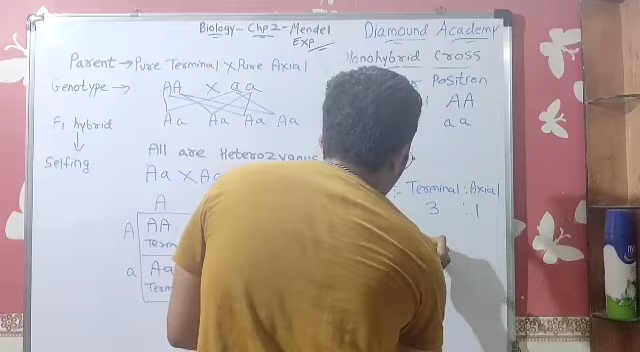 Biology - Chp 2 - Mendel
Exp
Diamound Academy
Monohybrid Cross
Parent → Pure Terminal X Pure Axial
Position
Genotype → AA X aa
AA
F1 hybrid
Aa Aa Aa Aa
aa
Selfing
All are Heterozygous
Aa X Aa
Terminal : Axial
3 : 1
A
A AA
Term
a Aa
Term